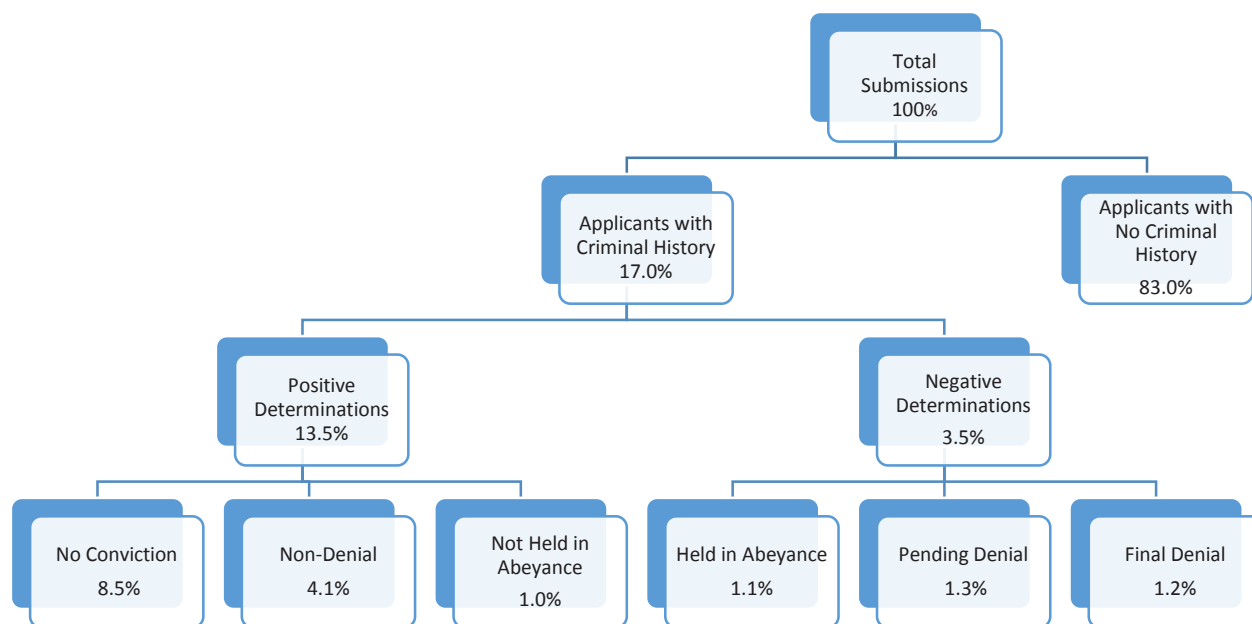 Total
Submissions
100%
Applicants with
Criminal History
17.0%
Applicants with
No Criminal
History
83.0%
Positive
Determinations
13.5%
Negative
Determinations
3.5%
No Conviction
8.5%
Non-Denial
4.1%
Not Held in
Abeyance
1.0%
Held in Abeyance
1.1%
Pending Denial
1.3%
Final Denial
1.2%